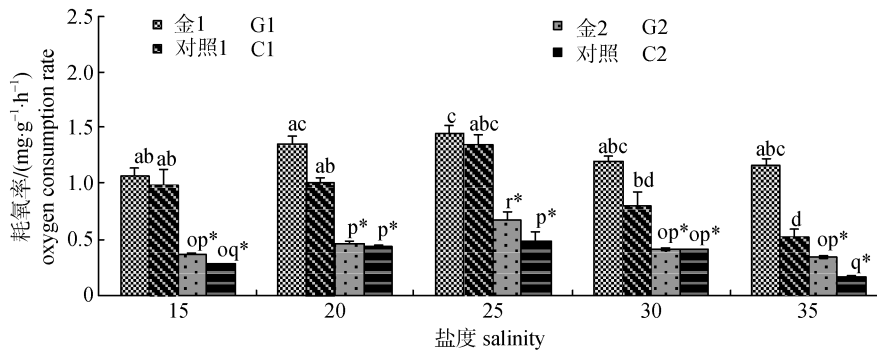 2.5
2.0
1.5
1.0
0.5
0
耗氧率/(mg·g⁻¹·h⁻¹)
oxygen consumption rate
金1 G1
对照1 C1
金2 G2
对照 C2
ab ab op* oq*
ac ab p* p*
c abc r* p*
abc bd op* op*
abc d op* q*
15 20 25 30 35
盐度 salinity